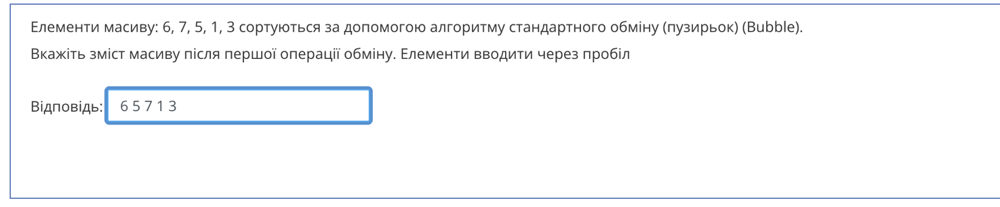 Елементи масиву: 6, 7, 5, 1, 3 сортуються за допомогою алгоритму стандартного обміну (пузирьок) (Bubble).
Вкажіть зміст масиву після першої операції обміну. Елементи вводити через пробіл
Відповідь: 6 5 7 1 3